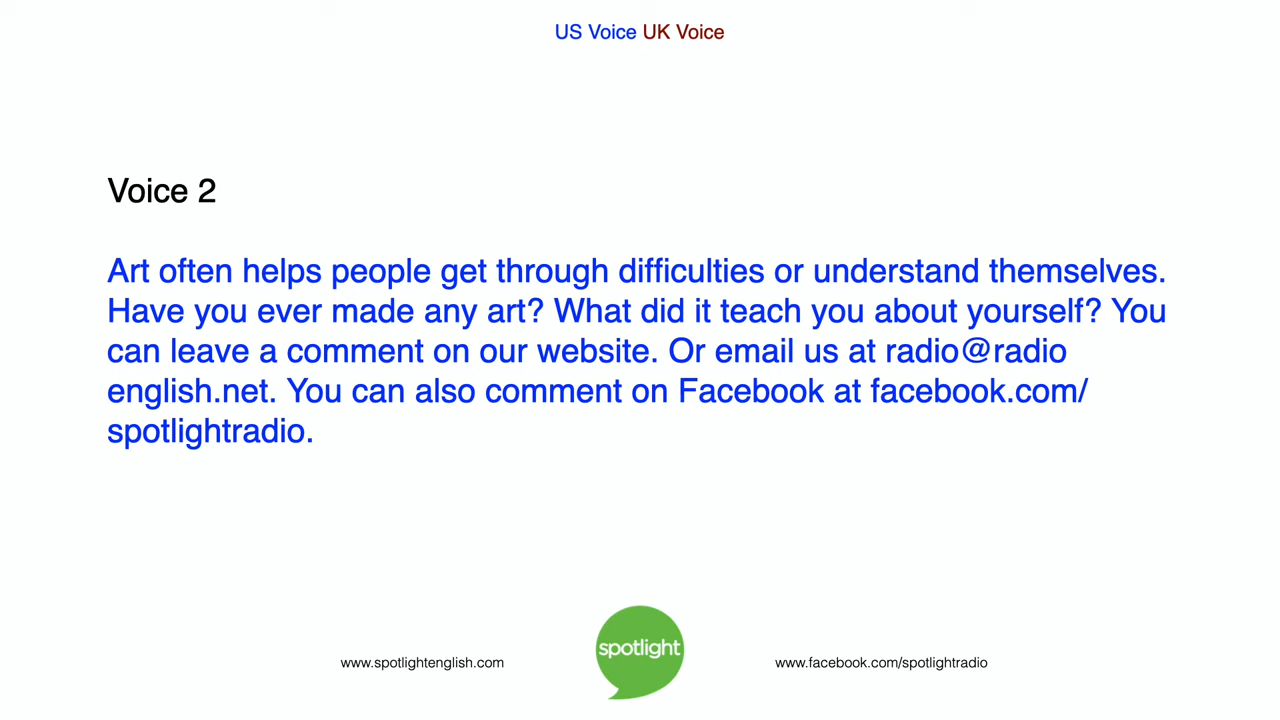 US Voice UK Voice
Voice 2
Art often helps people get through difficulties or understand themselves.
Have you ever made any art? What did it teach you about yourself? You
can leave a comment on our website. Or email us at radio@radio
english.net. You can also comment on Facebook at facebook.com/
spotlightradio.
www.spotlightenglish.com
spotlight
www.facebook.com/spotlightradio